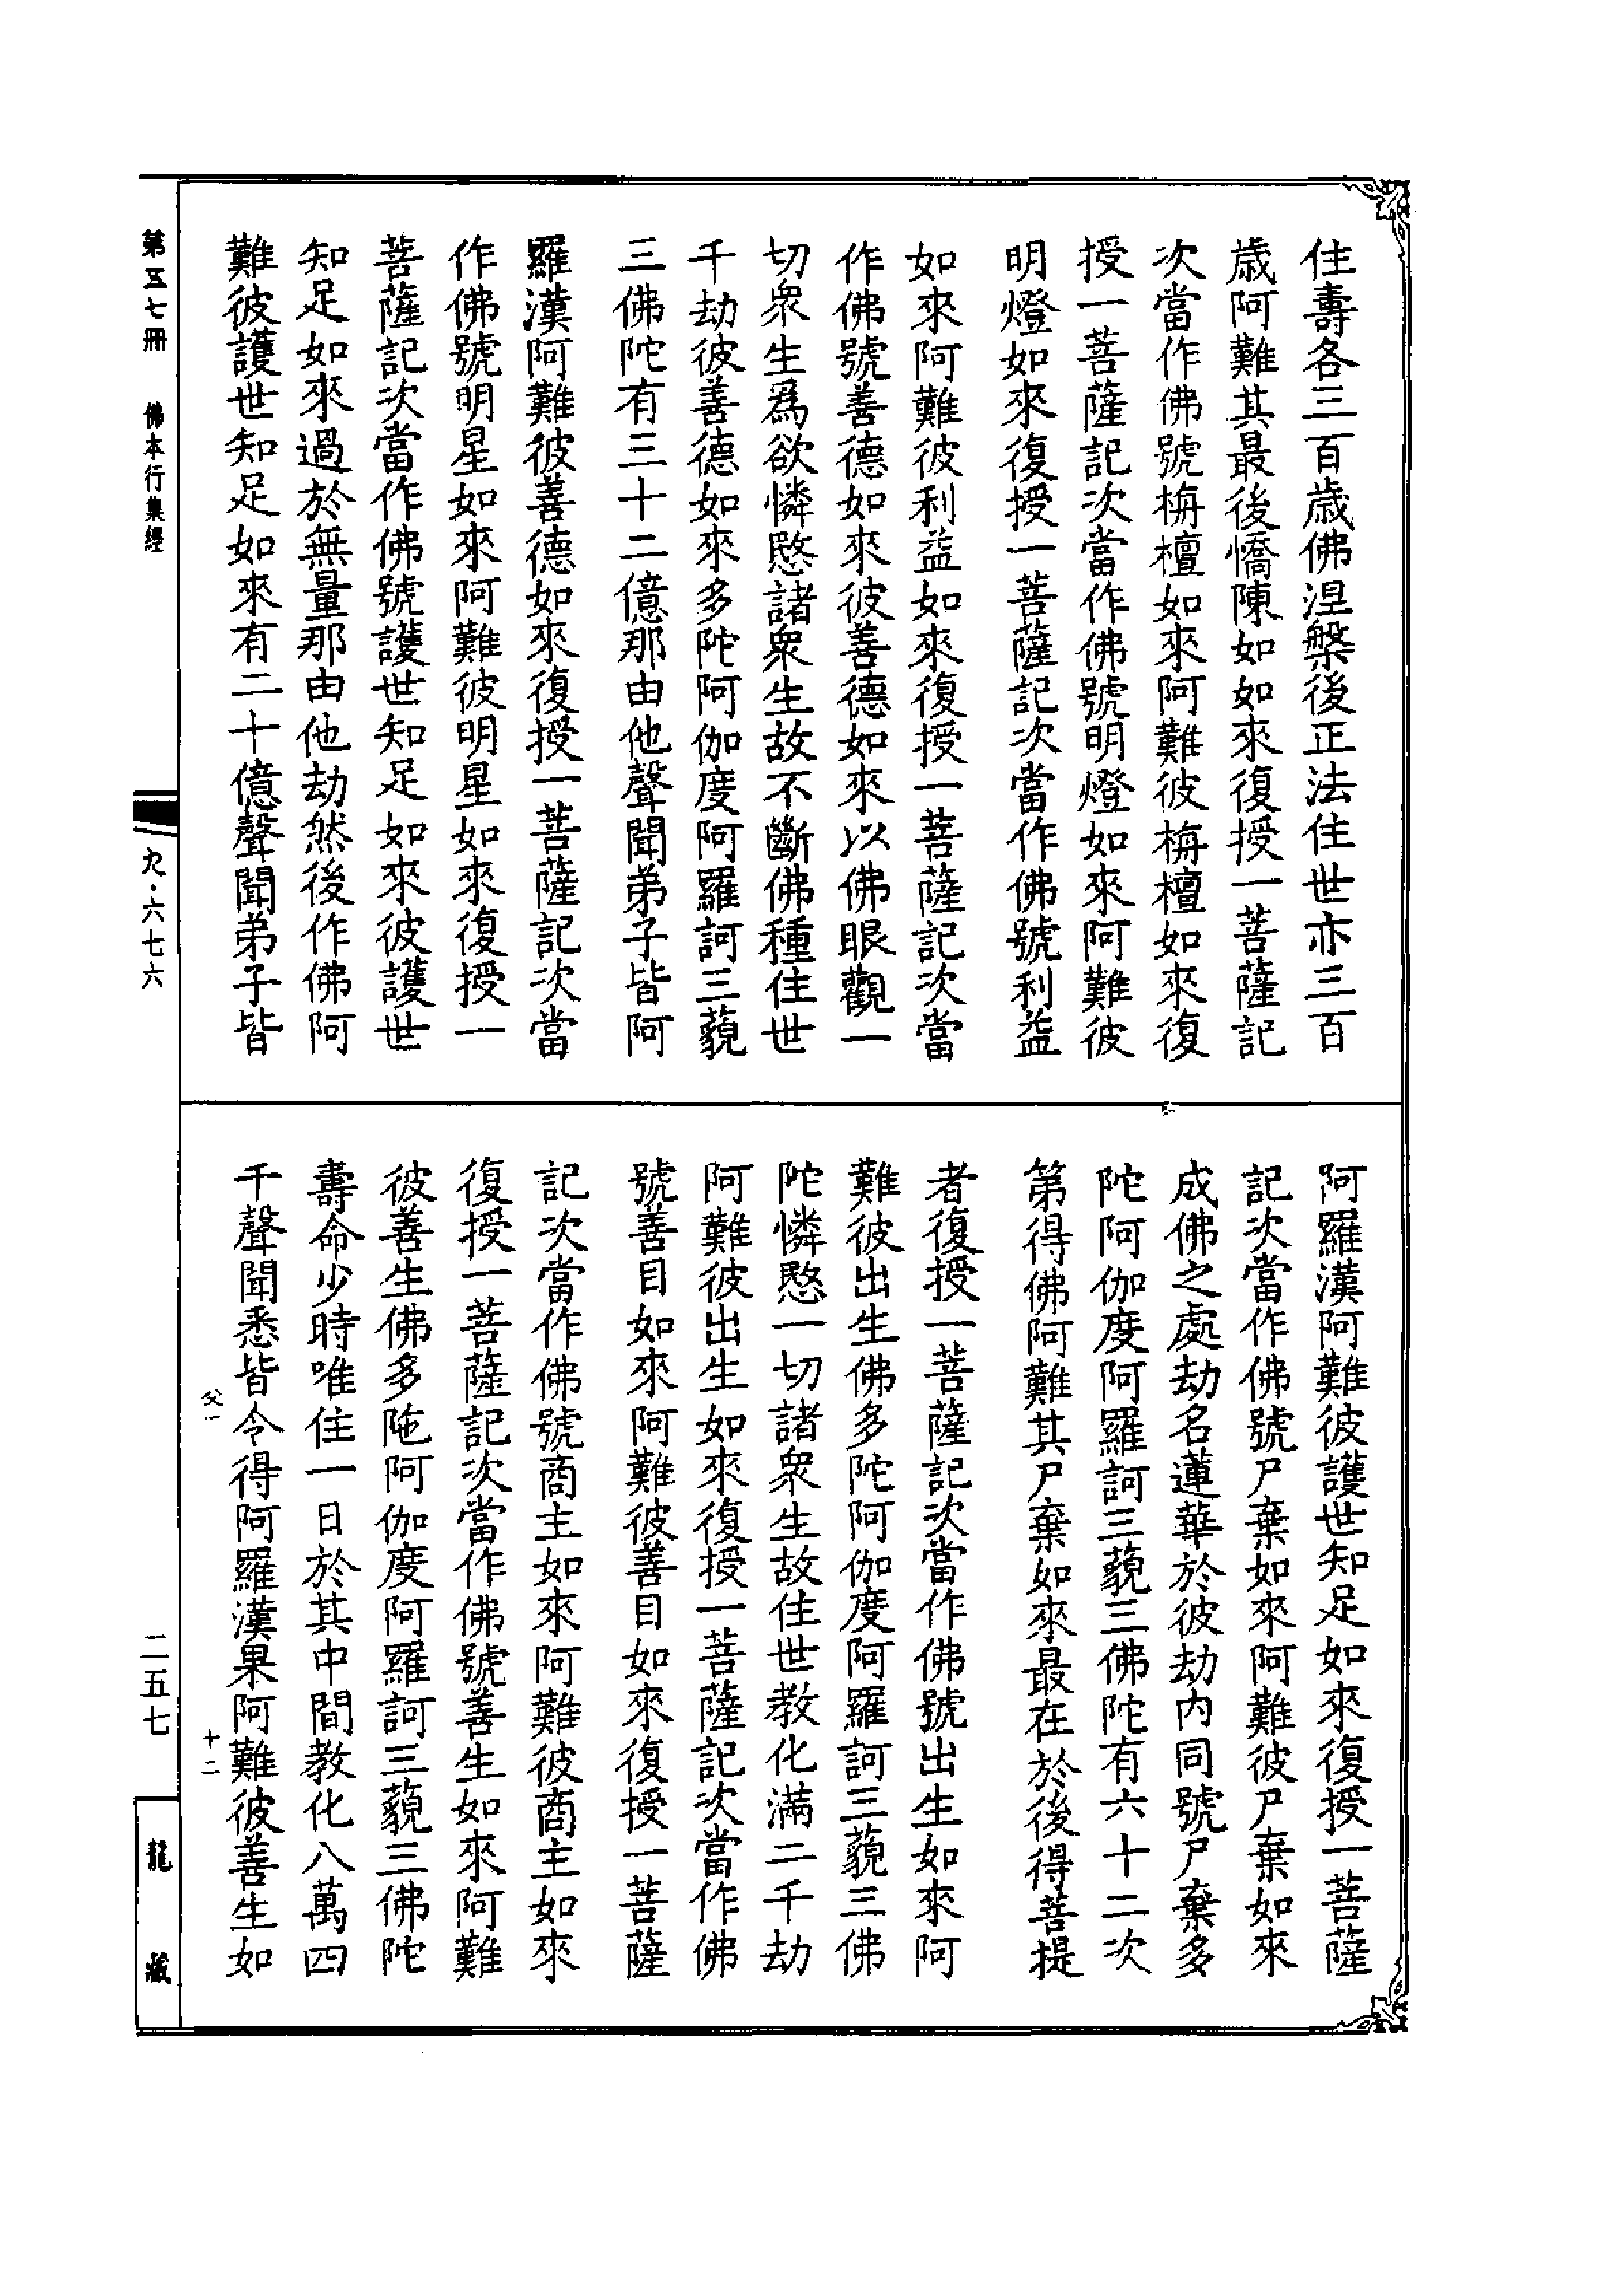 住壽各三百歲佛涅槃後正法住世亦三百
歲阿難其最後憍陳如如來復授一菩薩記
次當作佛號栴檀如來阿難彼栴檀如來復
授一菩薩記次當作佛號明燈如來阿難彼
明燈如來復授一菩薩記次當作佛號利益
如來阿難彼利益如來復授一菩薩記次當
作佛號善德如來彼善德如來以佛眼觀一
切衆生爲欲憐愍諸衆生故不斷佛種住世
千劫彼善德如來多陀阿伽度阿羅訶三藐
三佛陀有三十二億那由他聲聞弟子皆阿
羅漢阿難彼善德如來復授一菩薩記次當
作佛號明星如來阿難彼明星如來復授一
菩薩記次當作佛號護世知足如來彼護世
知足如來過於無量那由他劫然後作佛阿
難彼護世知足如來有二十億聲聞弟子皆
阿羅漢阿難彼護世知足如來復授一菩薩
記次當作佛號尸棄如來阿難彼尸棄如來
成佛之處劫名蓮華於彼劫内同號尸棄多
陀阿伽度阿羅訶三藐三佛陀有六十二次
第得佛阿難其尸棄如來最在於後得菩提
者復授一菩薩記次當作佛號出生如來阿
難彼出生佛多陀阿伽度阿羅訶三藐三佛
陀憐愍一切諸衆生故住世教化滿二千劫
阿難彼出生如來復授一菩薩記次當作佛
號善目如來阿難彼善目如來復授一菩薩
記次當作佛號商主如來阿難彼商主如來
復授一菩薩記次當作佛號善生如來阿難
彼善生佛多陁阿伽度阿羅訶三藐三佛陀
壽命少時唯住一日於其中間教化八萬四
千聲聞悉皆令得阿羅漢果阿難彼善生如
父一 十二
第五七冊 佛本行集經
九·六七六
二五七
龍藏